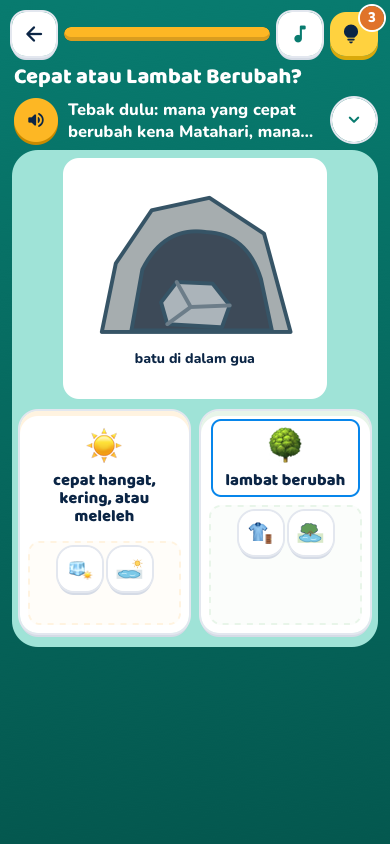 3
Cepat atau Lambat Berubah?
Tebak dulu: mana yang cepat
berubah kena Matahari, mana...
batu di dalam gua
cepat hangat,
kering, atau
meleleh
lambat berubah